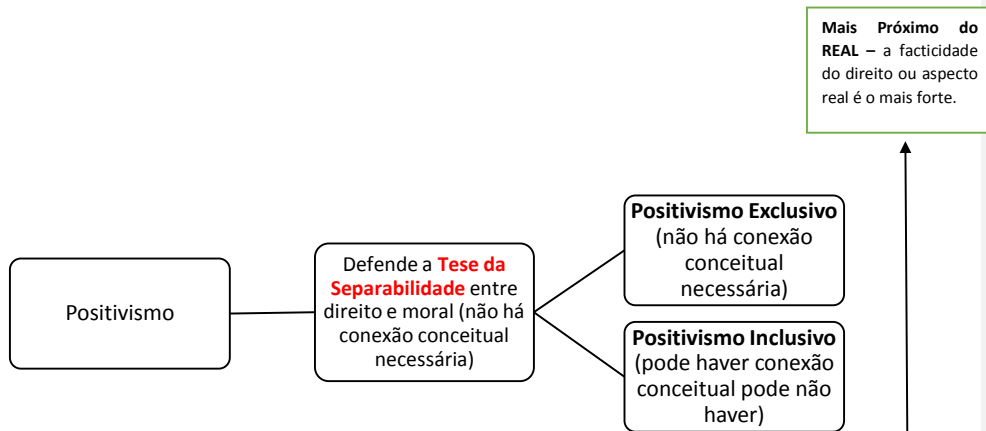 Mais Próximo do
REAL – a facticidade
do direito ou aspecto
real é o mais forte.
Positivismo
Defende a Tese da
Separabilidade entre
direito e moral (não há
conexão conceitual
necessária)
Positivismo Exclusivo
(não há conexão
conceitual
necessária)
Positivismo Inclusivo
(pode haver conexão
conceitual pode não
haver)